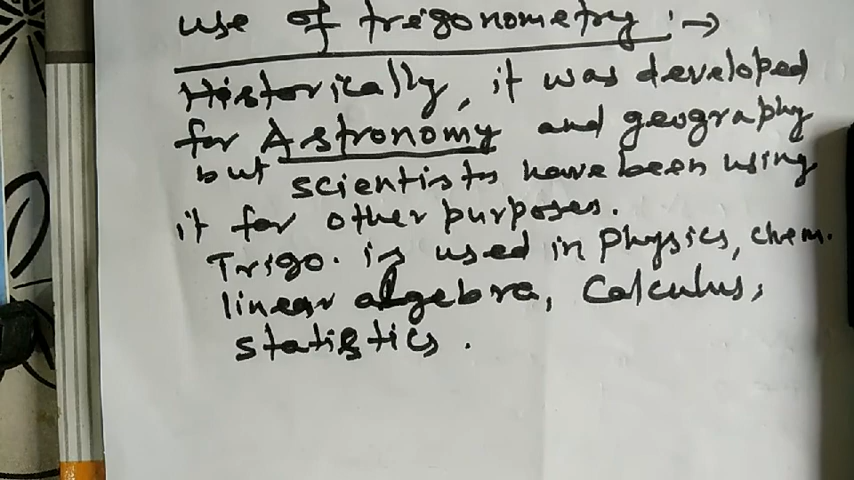 use of trigonometry :→
Historically, it was developed
for Astronomy and geography
but scientists have been using
it for other purposes.
Trigo. is used in physics, chem.
linear algebra, Calculus,
statistics.